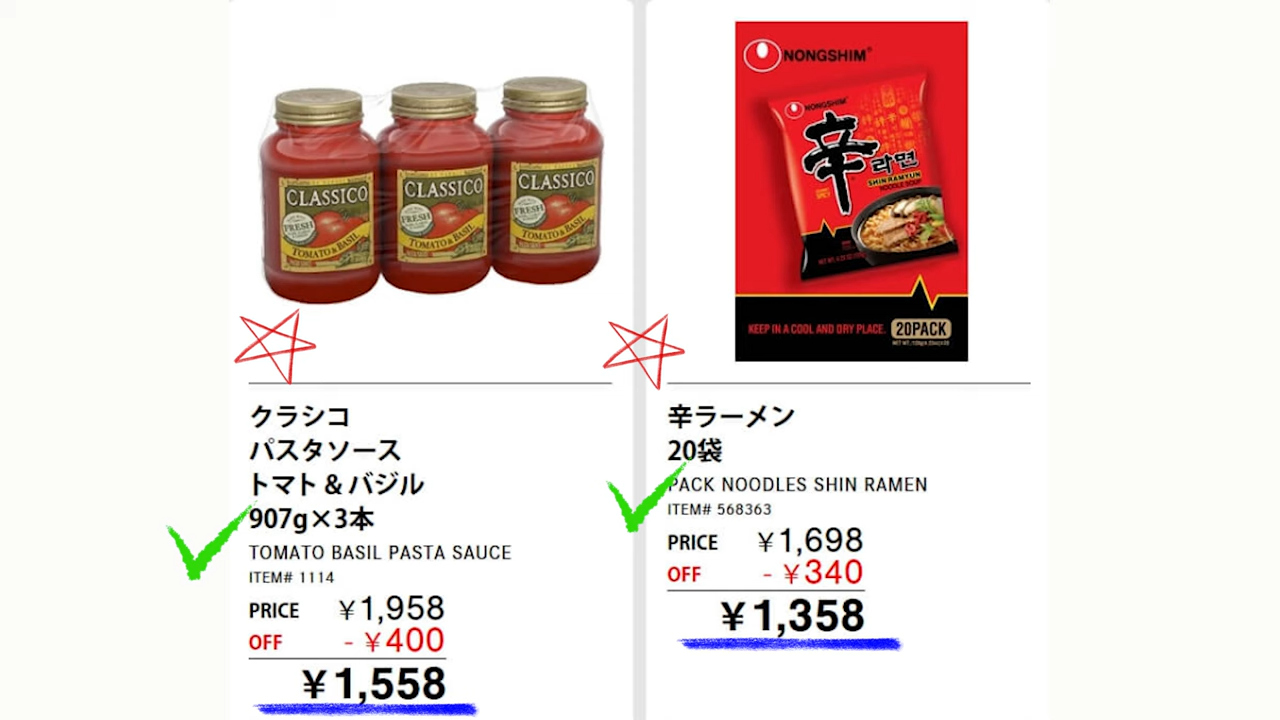 CLASSICO
FRESH
TOMATO & BASIL
CLASSICO
FRESH
TOMATO & BASIL
CLASSICO
FRESH
TOMATO & BASIL
クラシコ
パスタソース
トマト & バジル
907g×3本
TOMATO BASIL PASTA SAUCE
ITEM# 1114
PRICE ¥1,958
OFF - ¥400
¥1,558
NONGSHIM®
NONGSHIM
辛라면
SHIN RAMYUN
NOODLE SOUP
KEEP IN A COOL AND DRY PLACE.
20PACK
辛ラーメン
20袋
PACK NOODLES SHIN RAMEN
ITEM# 568363
PRICE ¥1,698
OFF - ¥340
¥1,358